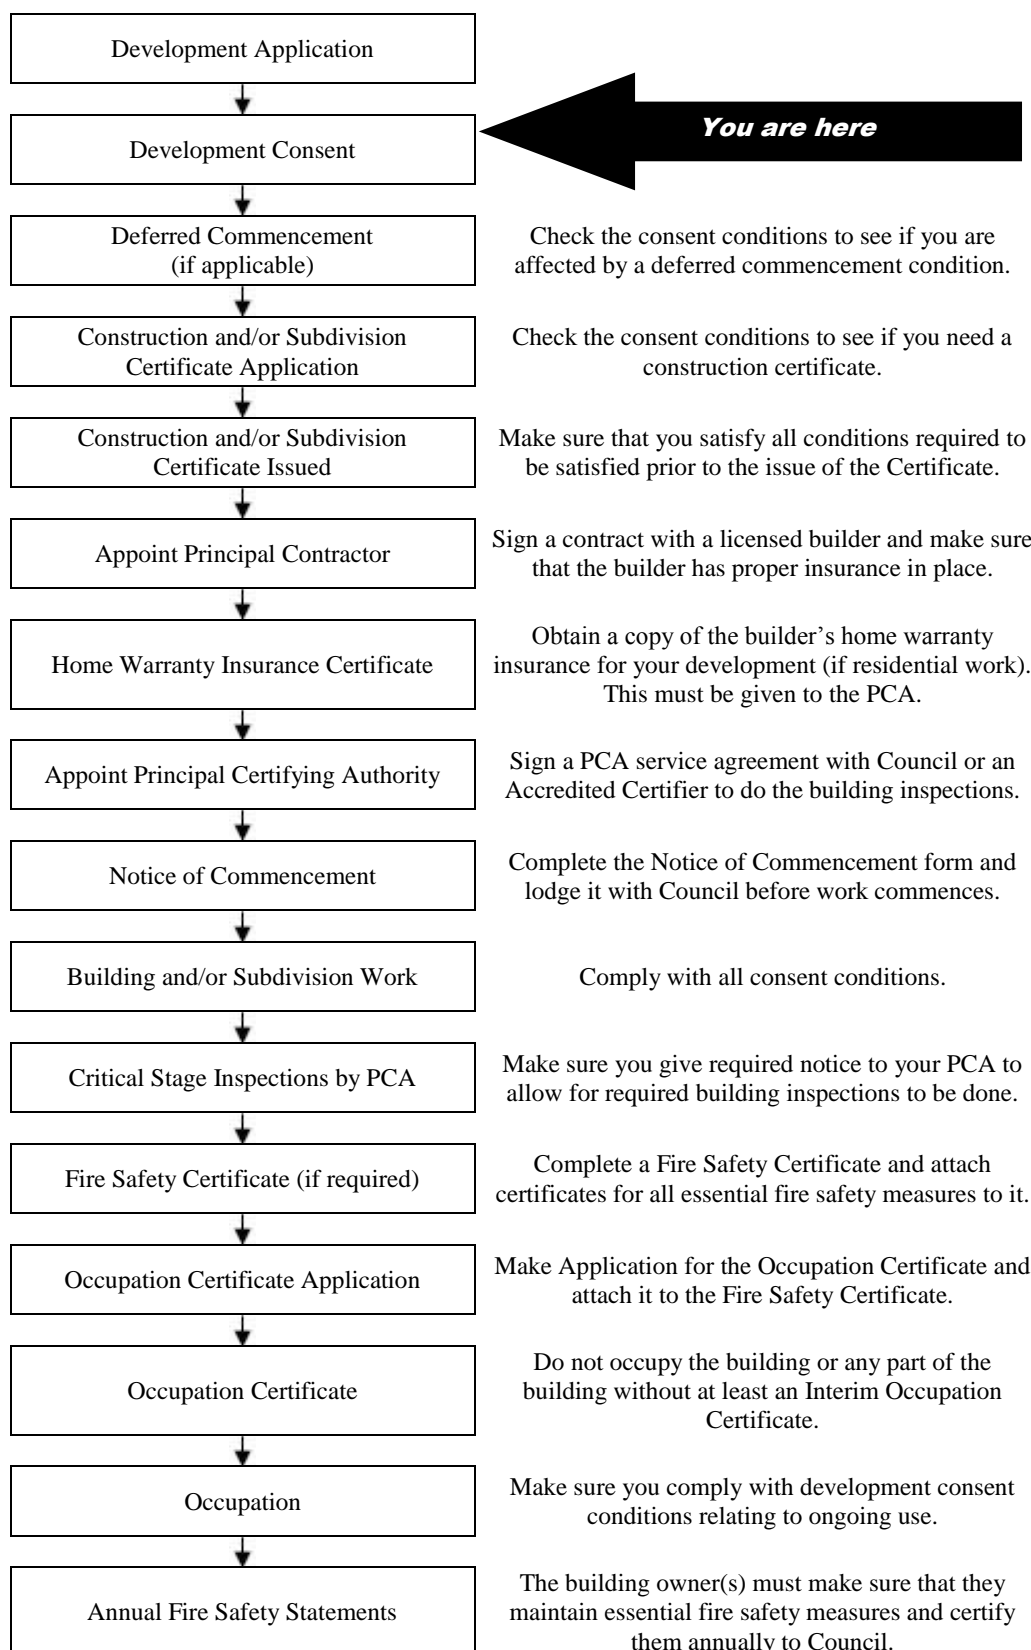 Development Application
Development Consent
You are here
Deferred Commencement
(if applicable)
Check the consent conditions to see if you are
affected by a deferred commencement condition.
Construction and/or Subdivision
Certificate Application
Check the consent conditions to see if you need a
construction certificate.
Construction and/or Subdivision
Certificate Issued
Make sure that you satisfy all conditions required to
be satisfied prior to the issue of the Certificate.
Appoint Principal Contractor
Sign a contract with a licensed builder and make sure
that the builder has proper insurance in place.
Home Warranty Insurance Certificate
Obtain a copy of the builder’s home warranty
insurance for your development (if residential work).
This must be given to the PCA.
Appoint Principal Certifying Authority
Sign a PCA service agreement with Council or an
Accredited Certifier to do the building inspections.
Notice of Commencement
Complete the Notice of Commencement form and
lodge it with Council before work commences.
Building and/or Subdivision Work
Comply with all consent conditions.
Critical Stage Inspections by PCA
Make sure you give required notice to your PCA to
allow for required building inspections to be done.
Fire Safety Certificate (if required)
Complete a Fire Safety Certificate and attach
certificates for all essential fire safety measures to it.
Occupation Certificate Application
Make Application for the Occupation Certificate and
attach it to the Fire Safety Certificate.
Occupation Certificate
Do not occupy the building or any part of the
building without at least an Interim Occupation
Certificate.
Occupation
Make sure you comply with development consent
conditions relating to ongoing use.
Annual Fire Safety Statements
The building owner(s) must make sure that they
maintain essential fire safety measures and certify
them annually to Council.